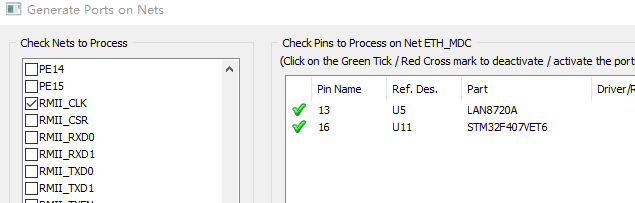 Generate Ports on Nets
Check Nets to Process
PE14
PE15
RMII_CLK
RMII_CSR
RMII_RXD0
RMII_RXD1
RMII_TXD0
RMII_TXD1
Check Pins to Process on Net ETH_MDC
(Click on the Green Tick / Red Cross mark to deactivate / activate the port
Pin Name Ref. Des. Part Driver/R
13 U5 LAN8720A
16 U11 STM32F407VET6